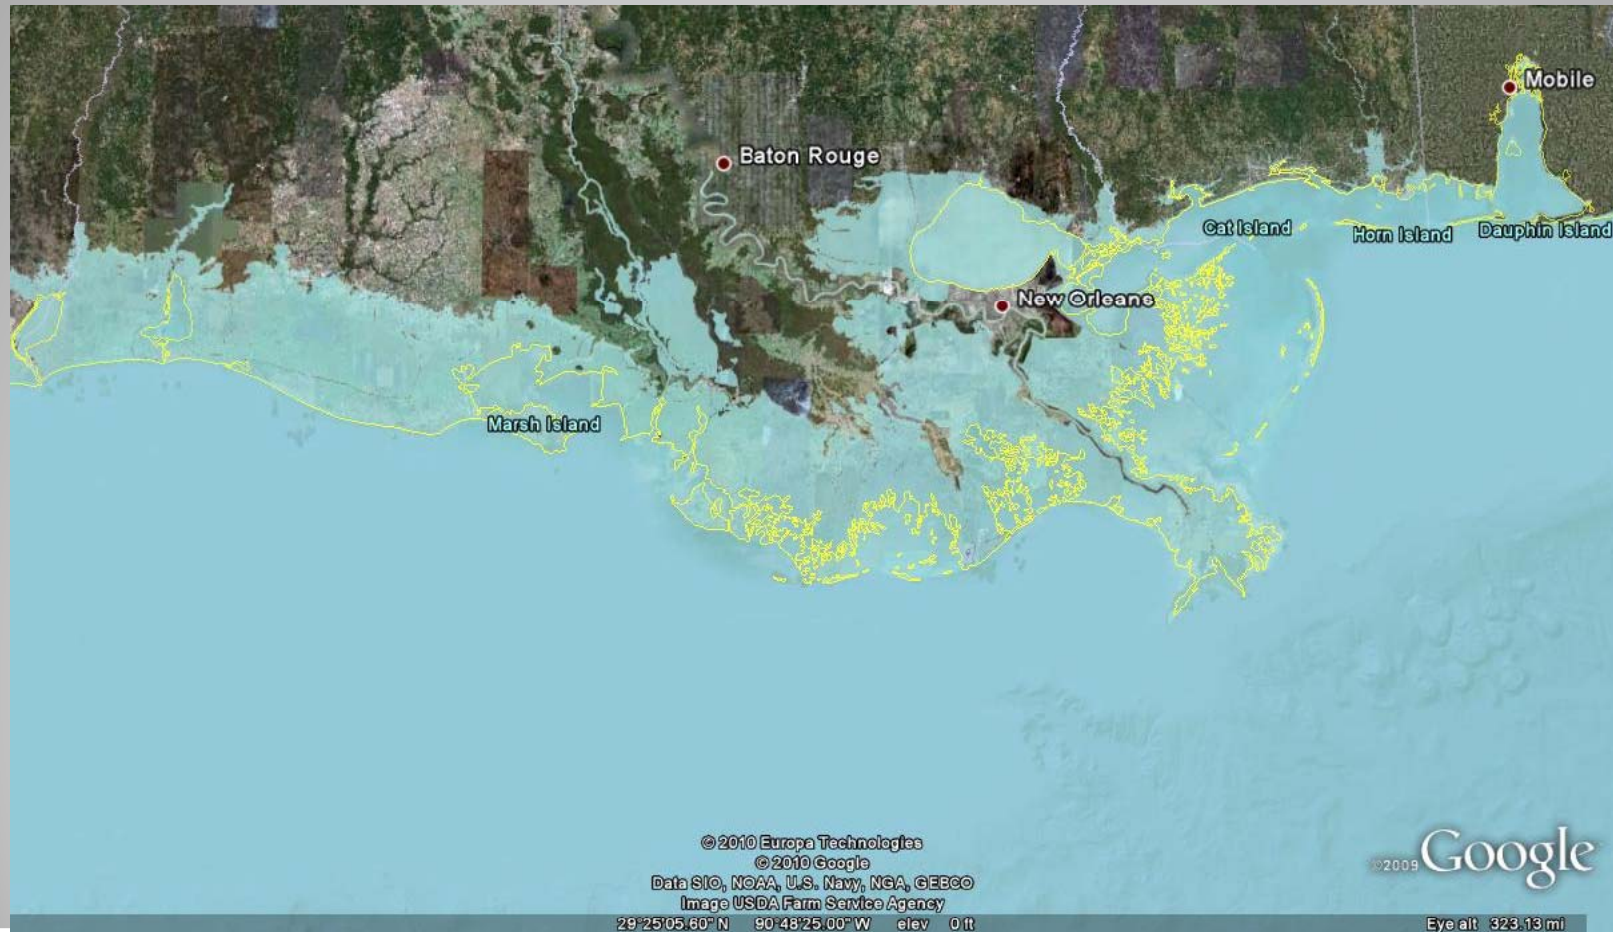 Mobile
Baton Rouge
Cat Island
Horn Island
Dauphin Island
New Orleans
Marsh Island
© 2010 Europa Technologies
© 2010 Google
Data SIO, NOAA, U.S. Navy, NGA, GEBCO
Image USDA Farm Service Agency
©2009 Google
29°25'05.60" N 90°48'25.00" W elev 0 ft
Eye alt 323.13 mi